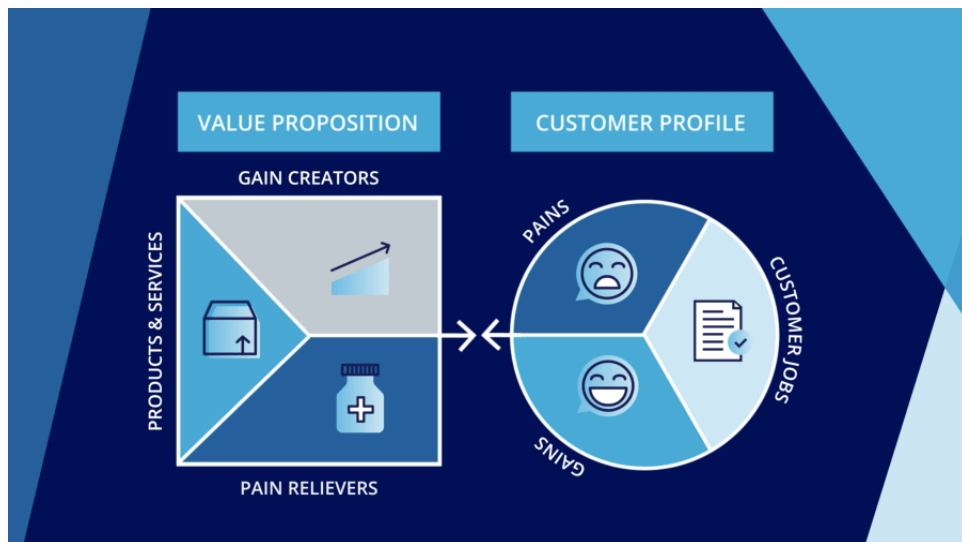 VALUE PROPOSITION
CUSTOMER PROFILE
GAIN CREATORS
PRODUCTS & SERVICES
PAIN RELIEVERS
PAINS
CUSTOMER JOBS
GAINS